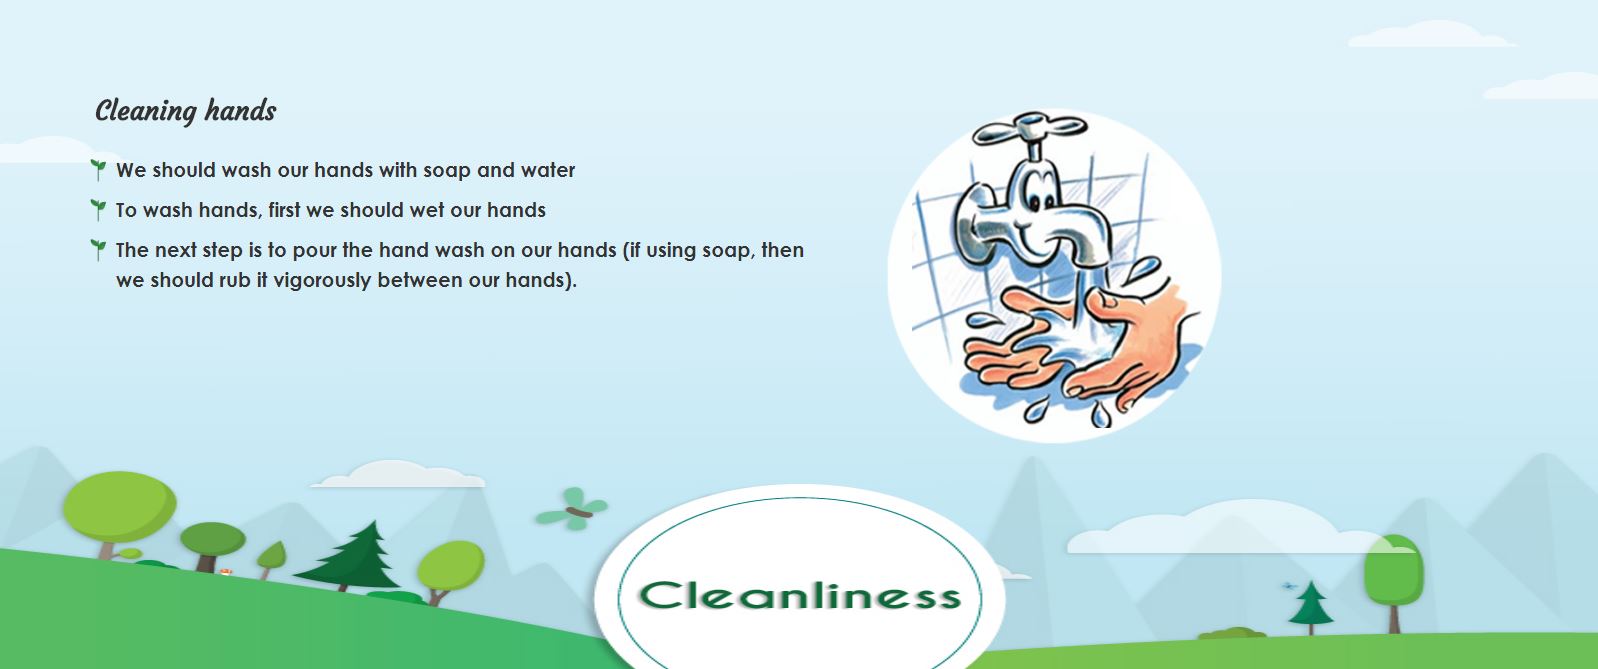 Cleaning hands
We should wash our hands with soap and water
To wash hands, first we should wet our hands
The next step is to pour the hand wash on our hands (if using soap, then
we should rub it vigorously between our hands).
Cleanliness